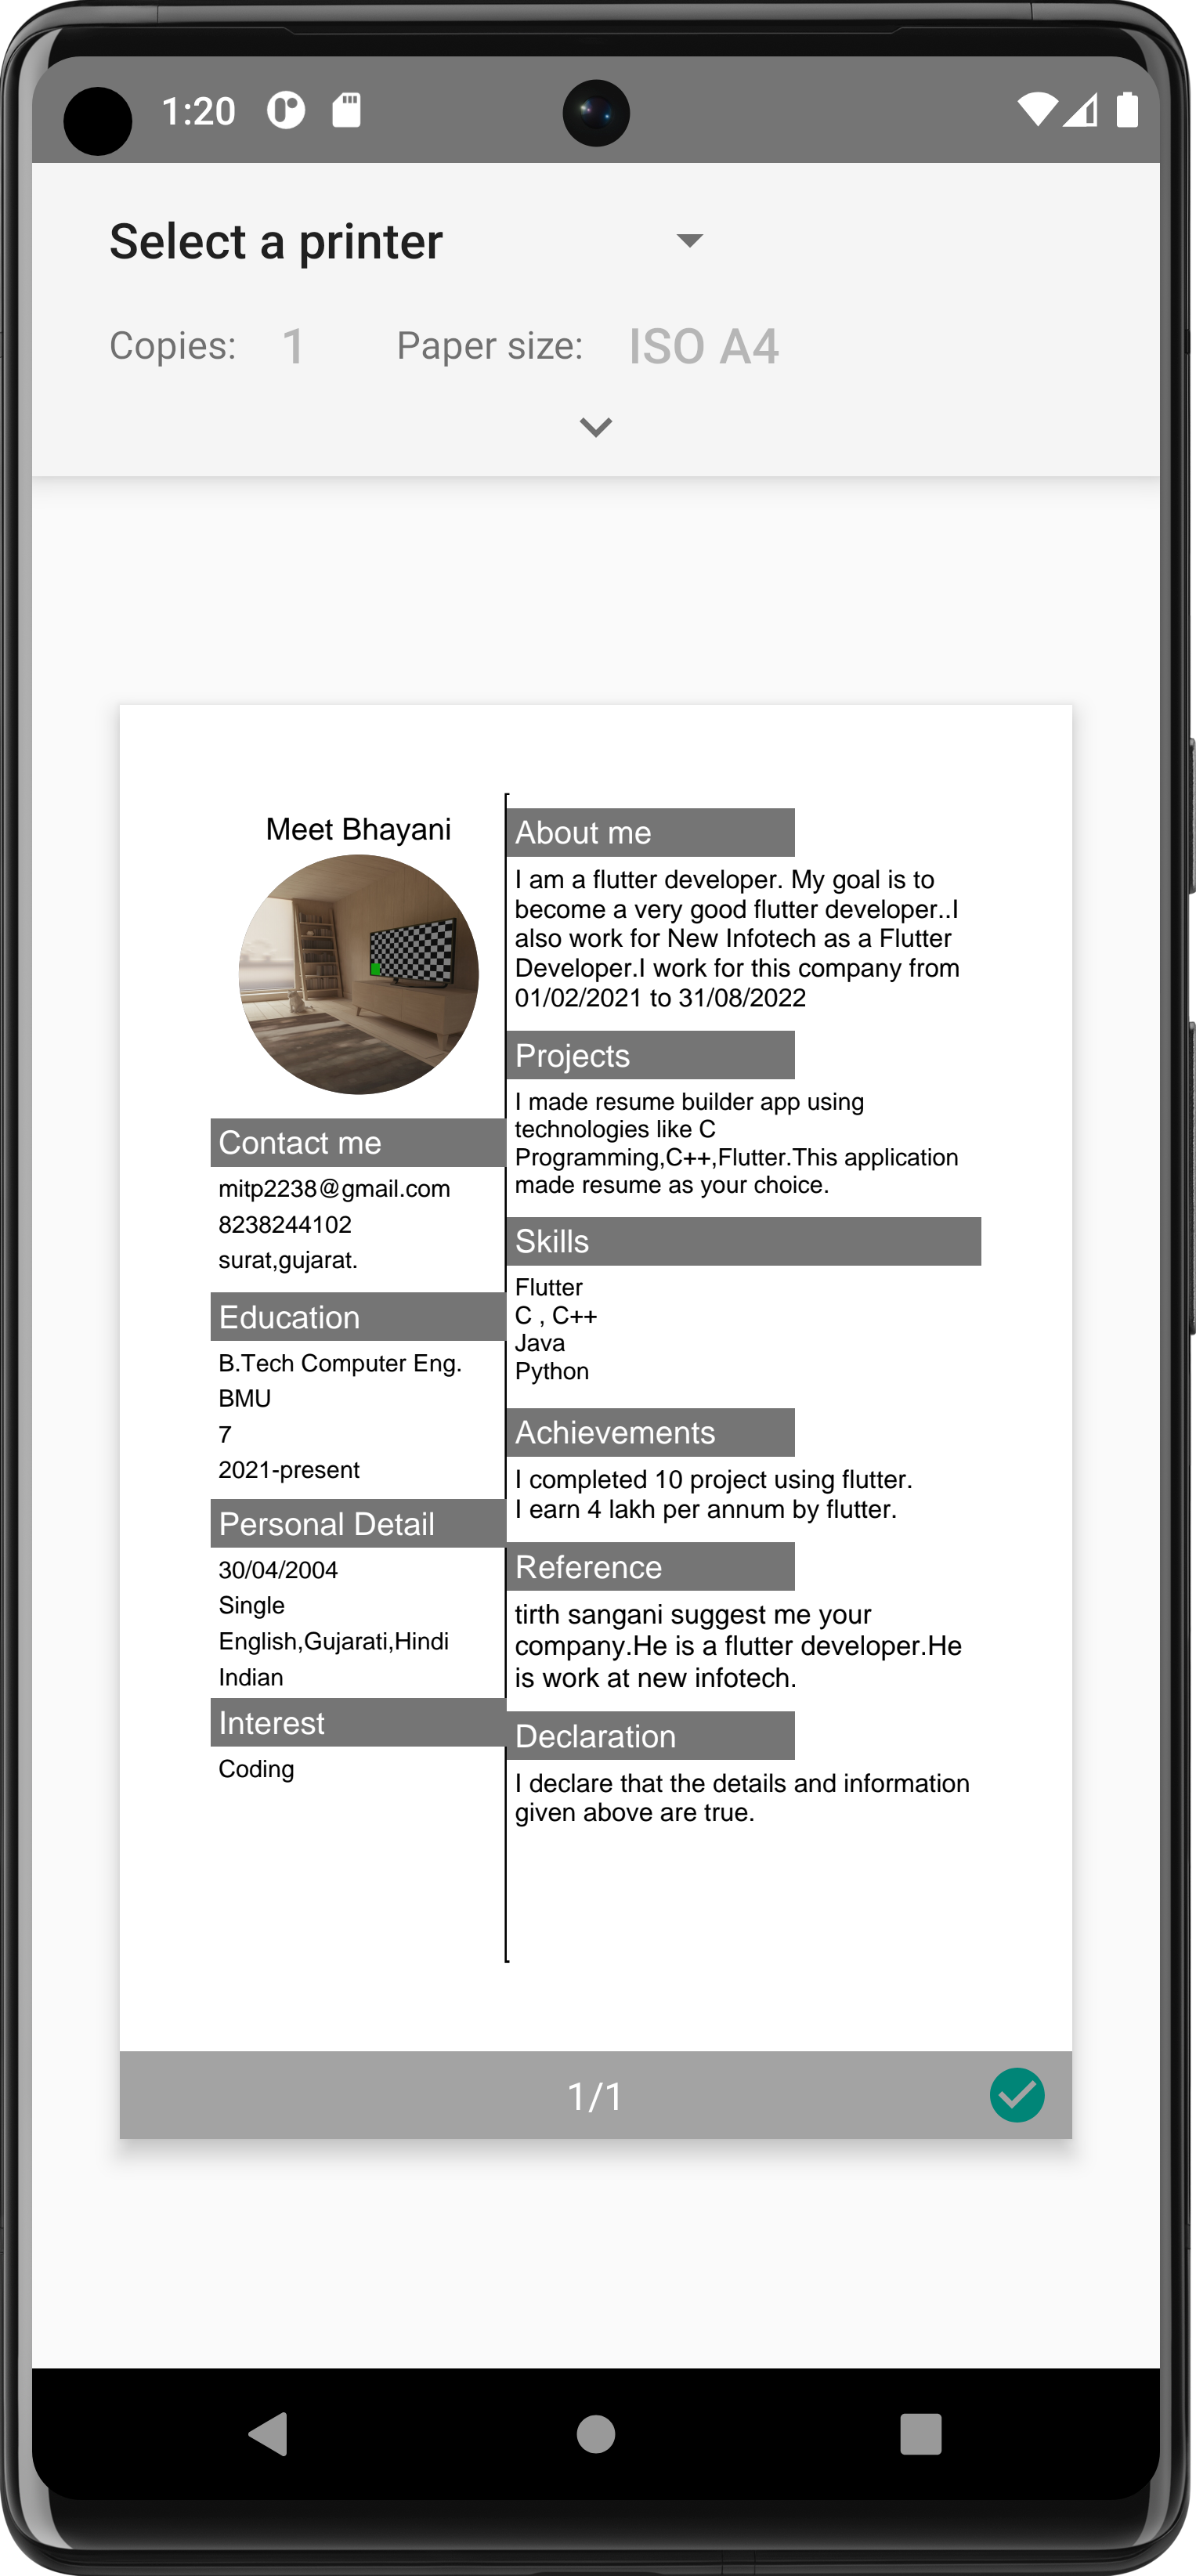 1:20
Select a printer
Copies: 1 Paper size: ISO A4
Meet Bhayani
Contact me
mitp2238@gmail.com
8238244102
surat,gujarat.
Education
B.Tech Computer Eng.
BMU
7
2021-present
Personal Detail
30/04/2004
Single
English,Gujarati,Hindi
Indian
Interest
Coding
About me
I am a flutter developer. My goal is to
become a very good flutter developer..I
also work for New Infotech as a Flutter
Developer.I work for this company from
01/02/2021 to 31/08/2022
Projects
I made resume builder app using
technologies like C
Programming,C++,Flutter.This application
made resume as your choice.
Skills
Flutter
C , C++
Java
Python
Achievements
I completed 10 project using flutter.
I earn 4 lakh per annum by flutter.
Reference
tirth sangani suggest me your
company.He is a flutter developer.He
is work at new infotech.
Declaration
I declare that the details and information
given above are true.
1/1